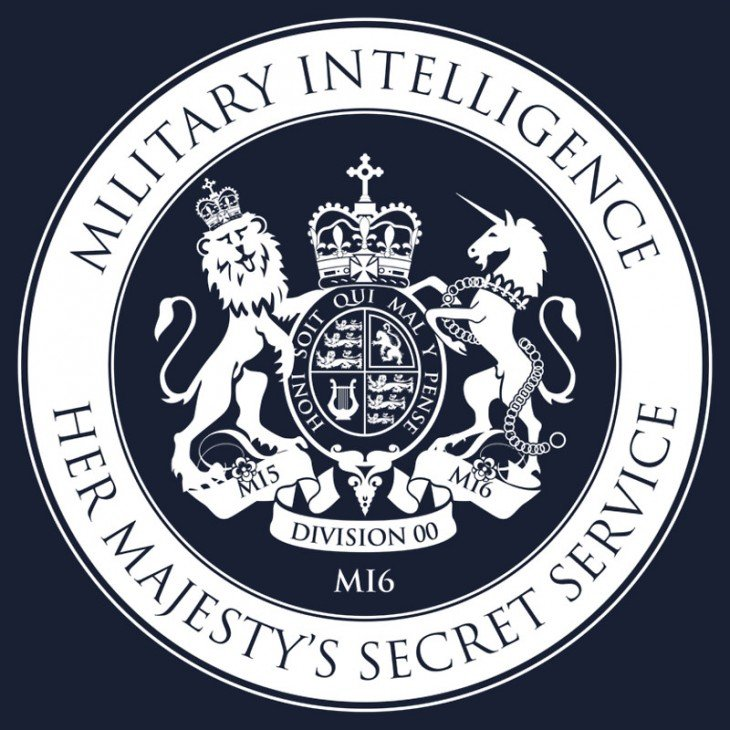 MILITARY INTELLIGENCE
HONI SOIT QUI MAL Y PENSE
MI5
MI6
DIVISION 00
MI6
HER MAJESTY'S SECRET SERVICE